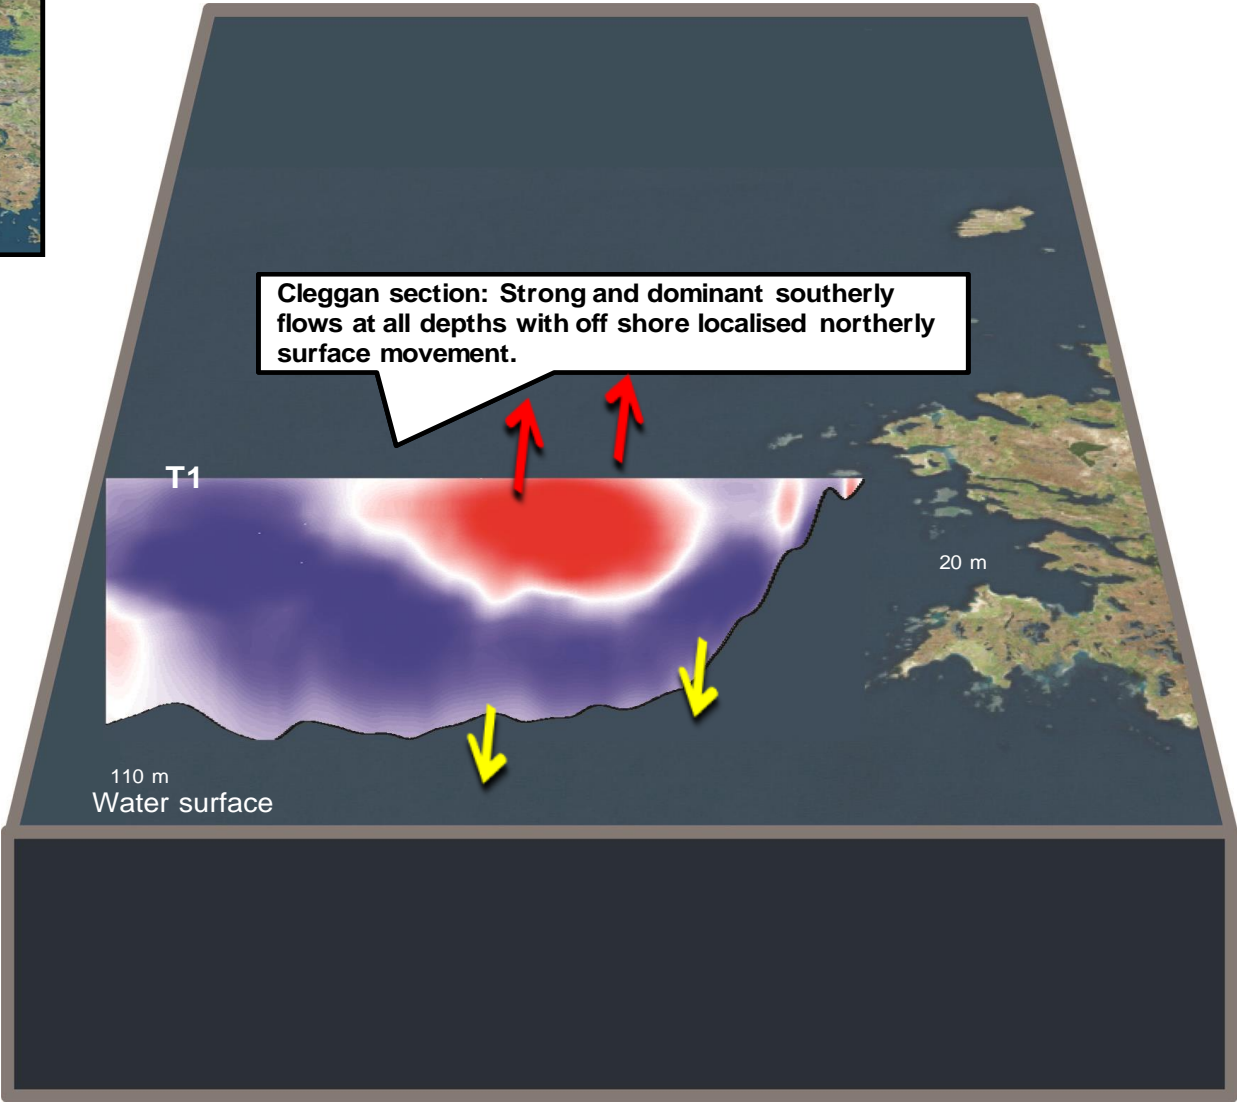 Cleggan section: Strong and dominant southerly
flows at all depths with off shore localised northerly
surface movement.
T1
20 m
110 m
Water surface